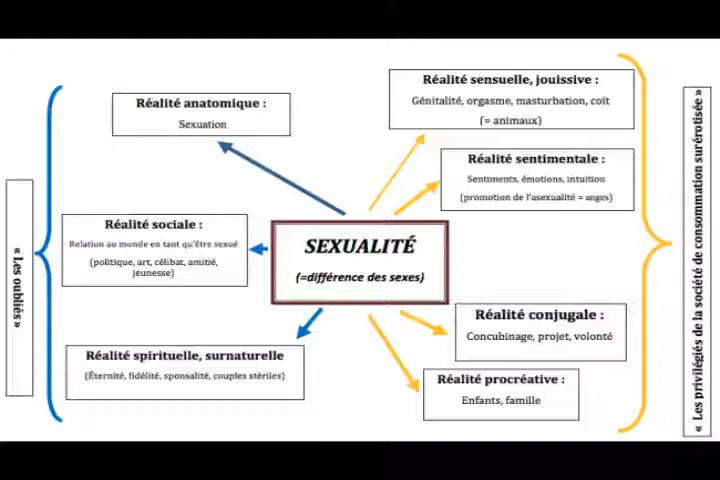 Réalité sensuelle, jouissive :
Génitalité, orgasme, masturbation, coït
(= animaux)
Réalité anatomique :
Sexuation
Réalité sentimentale :
Sentiments, émotions, intuition
(promotion de l'asexualité = anges)
Réalité sociale :
Relation au monde en tant qu'être sexué
(politique, art, célibat, amitié,
jeunesse)
SEXUALITÉ
(=différence des sexes)
Réalité conjugale :
Concubinage, projet, volonté
Réalité spirituelle, surnaturelle
(Éternité, fidélité, sponsalité, couples stériles)
Réalité procréative :
Enfants, famille
« Les oubliés »
« Les privilégiés de la société de consommation surérotisée »